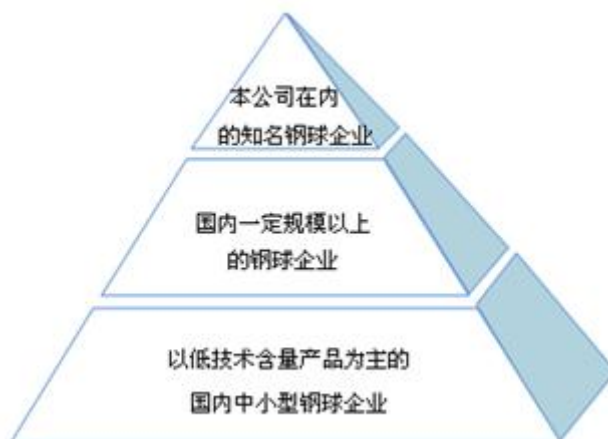 本公司在内
的知名钢球企业
国内一定规模以上
的钢球企业
以低技术含量产品为主的
国内中小型钢球企业